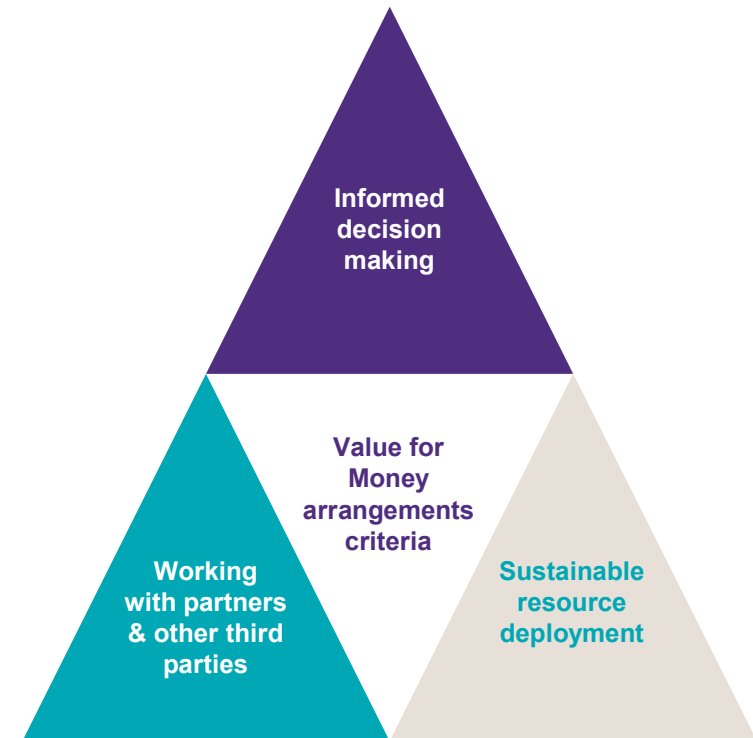 Informed
decision
making
Value for
Money
arrangements
criteria
Working
with partners
& other third
parties
Sustainable
resource
deployment